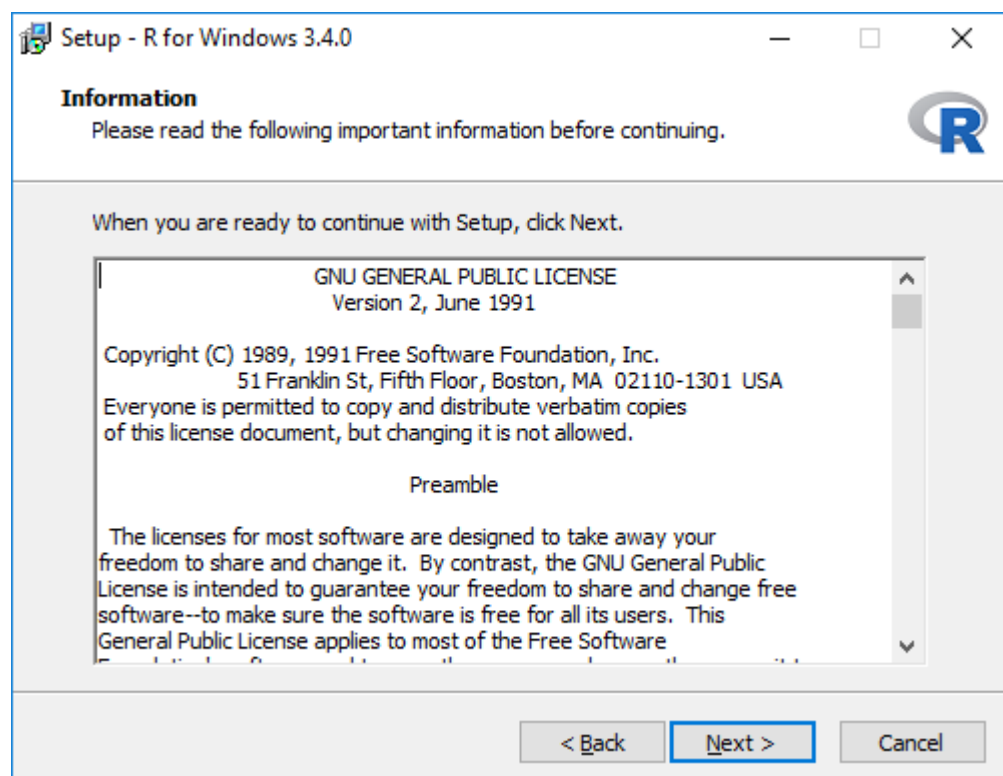 Setup - R for Windows 3.4.0
Information
Please read the following important information before continuing.
R
When you are ready to continue with Setup, click Next.
GNU GENERAL PUBLIC LICENSE
Version 2, June 1991
Copyright (C) 1989, 1991 Free Software Foundation, Inc.
51 Franklin St, Fifth Floor, Boston, MA 02110-1301 USA
Everyone is permitted to copy and distribute verbatim copies
of this license document, but changing it is not allowed.
Preamble
The licenses for most software are designed to take away your
freedom to share and change it. By contrast, the GNU General Public
License is intended to guarantee your freedom to share and change free
software--to make sure the software is free for all its users. This
General Public License applies to most of the Free Software
< Back Next > Cancel